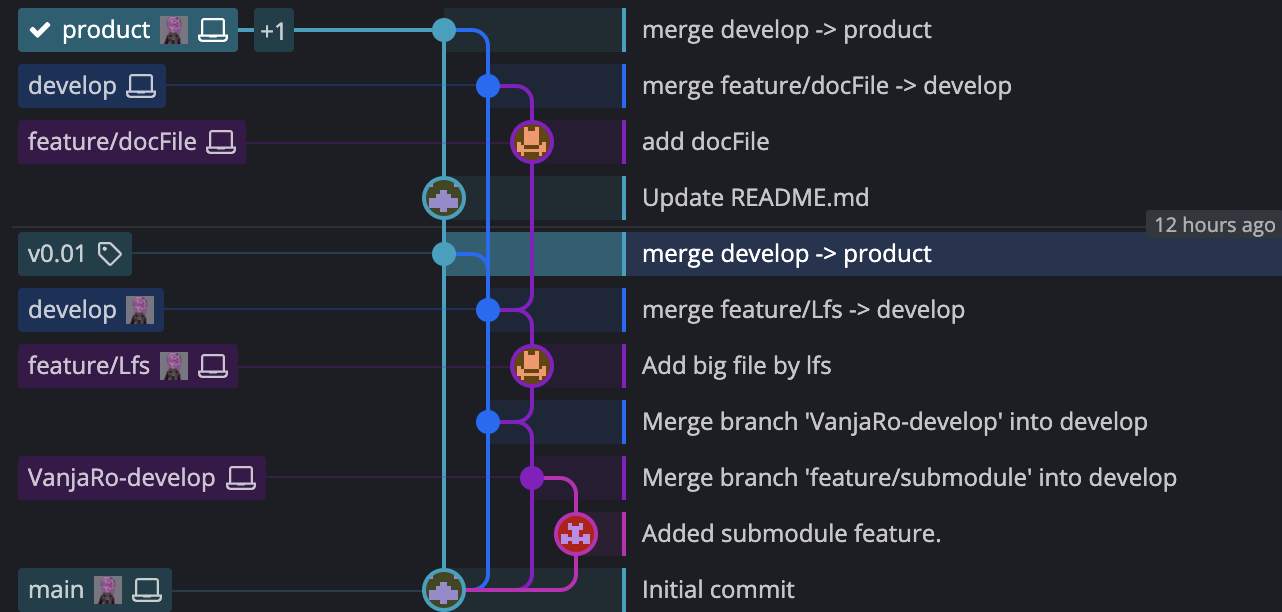 product +1 merge develop -> product
develop merge feature/docFile -> develop
feature/docFile add docFile
Update README.md
12 hours ago
v0.01 merge develop -> product
develop merge feature/Lfs -> develop
feature/Lfs Add big file by lfs
Merge branch 'VanjaRo-develop' into develop
VanjaRo-develop Merge branch 'feature/submodule' into develop
Added submodule feature.
main Initial commit